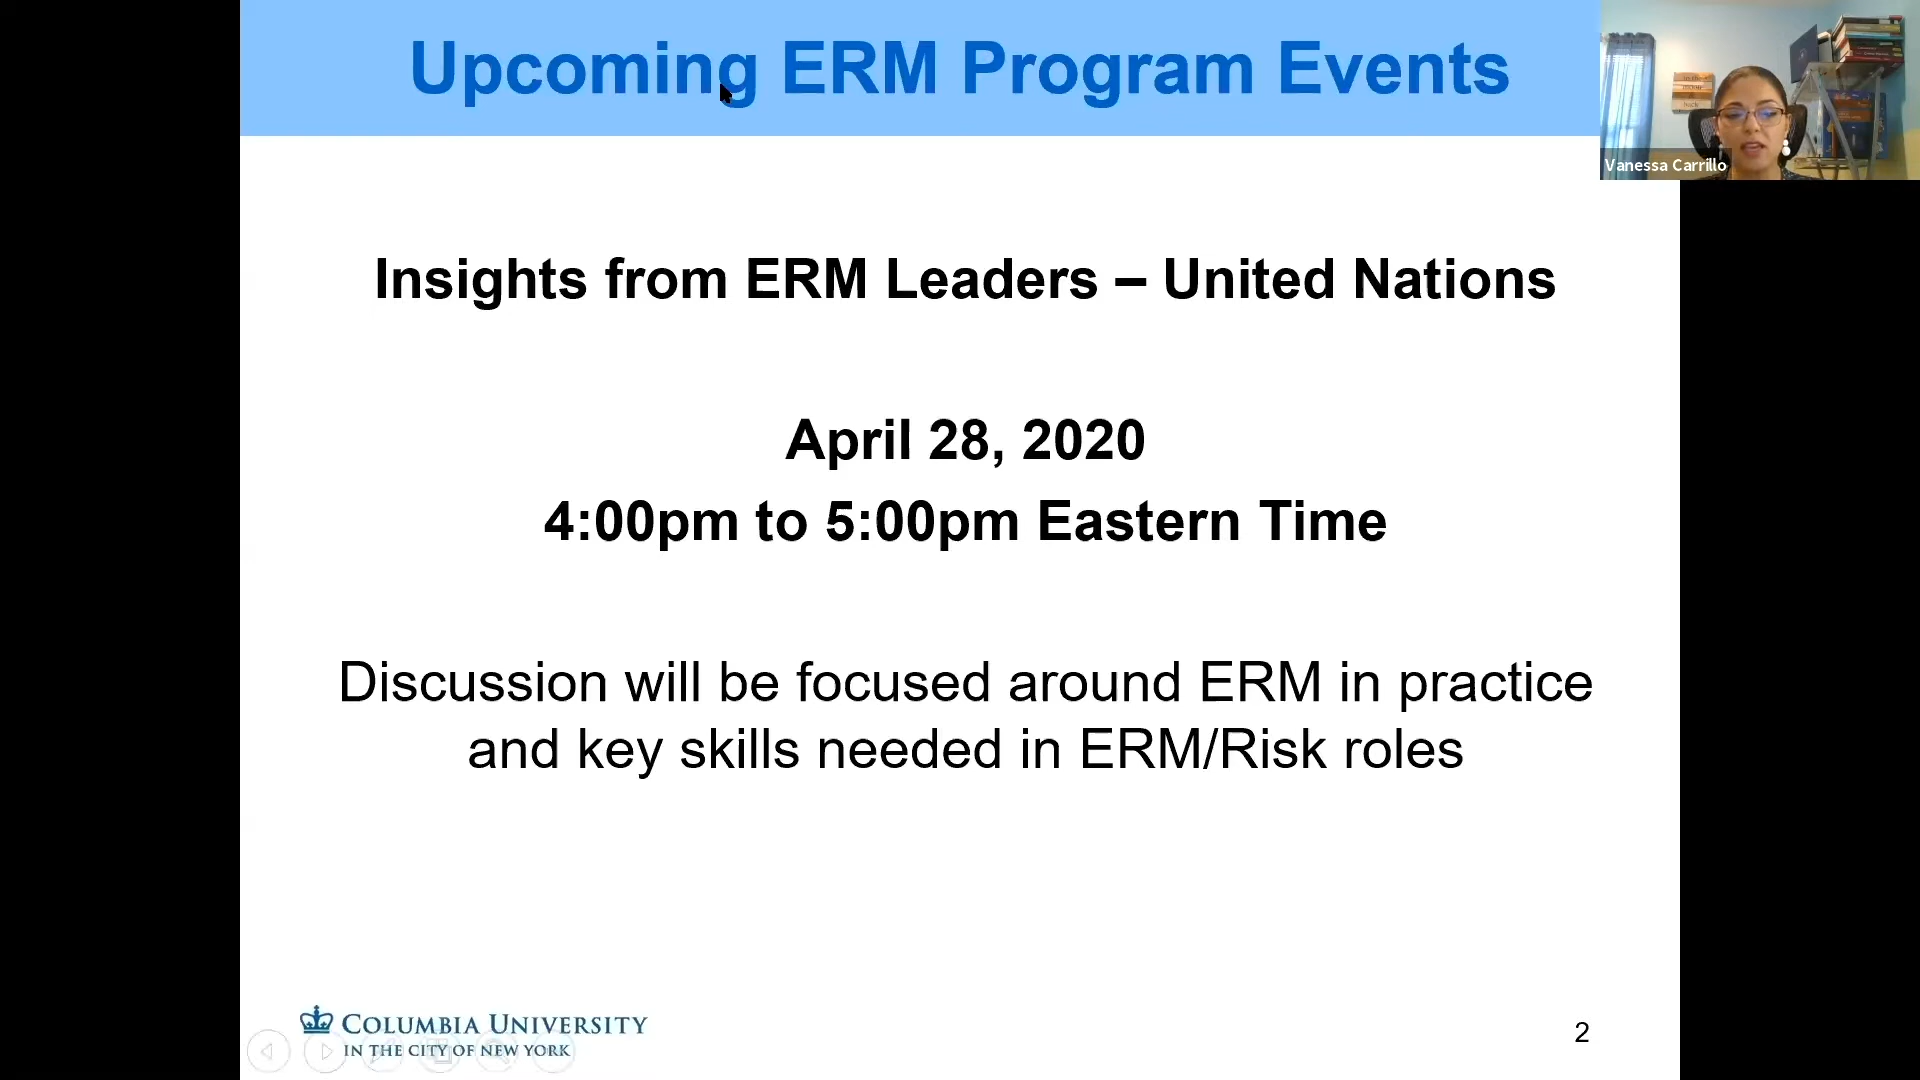 Upcoming ERM Program Events
Vanessa Carrillo
Insights from ERM Leaders – United Nations
April 28, 2020
4:00pm to 5:00pm Eastern Time
Discussion will be focused around ERM in practice
and key skills needed in ERM/Risk roles
COLUMBIA UNIVERSITY
IN THE CITY OF NEW YORK
2